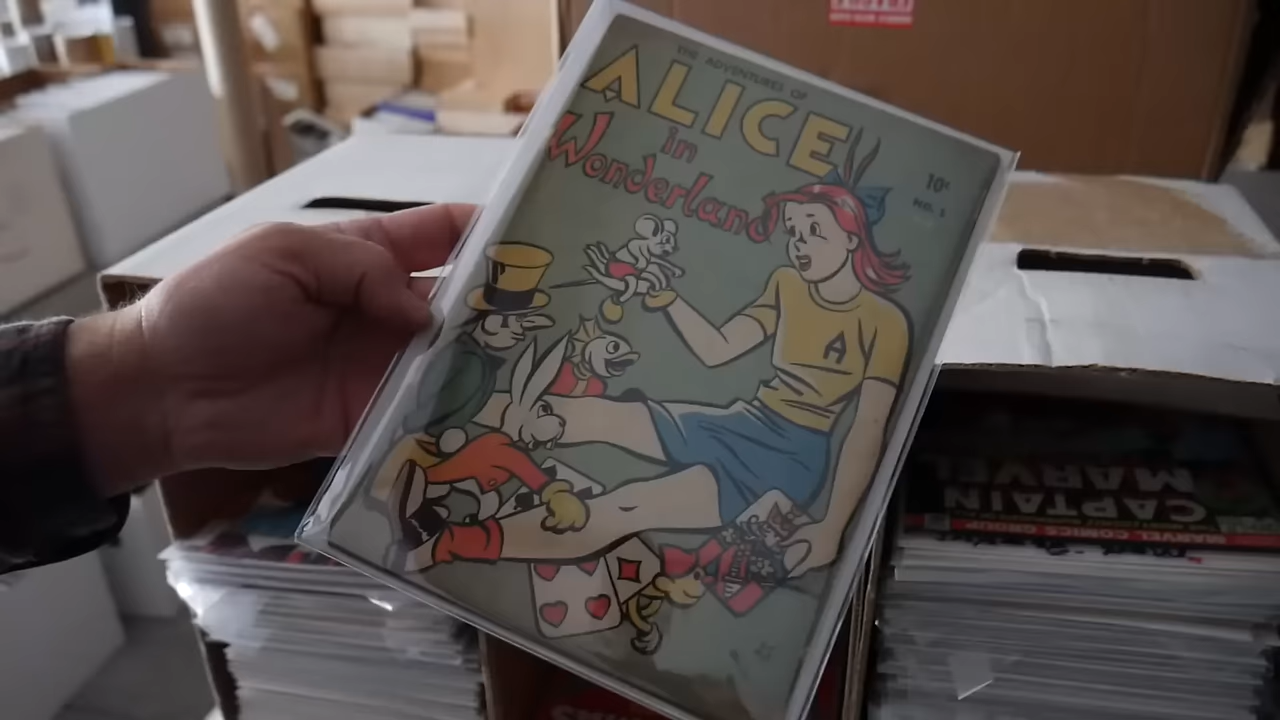 THE ADVENTURES OF
ALICE
in
Wonderland
10¢
NO. 1
A
CAPTAIN
MARVEL
MARVEL COMICS GROUP